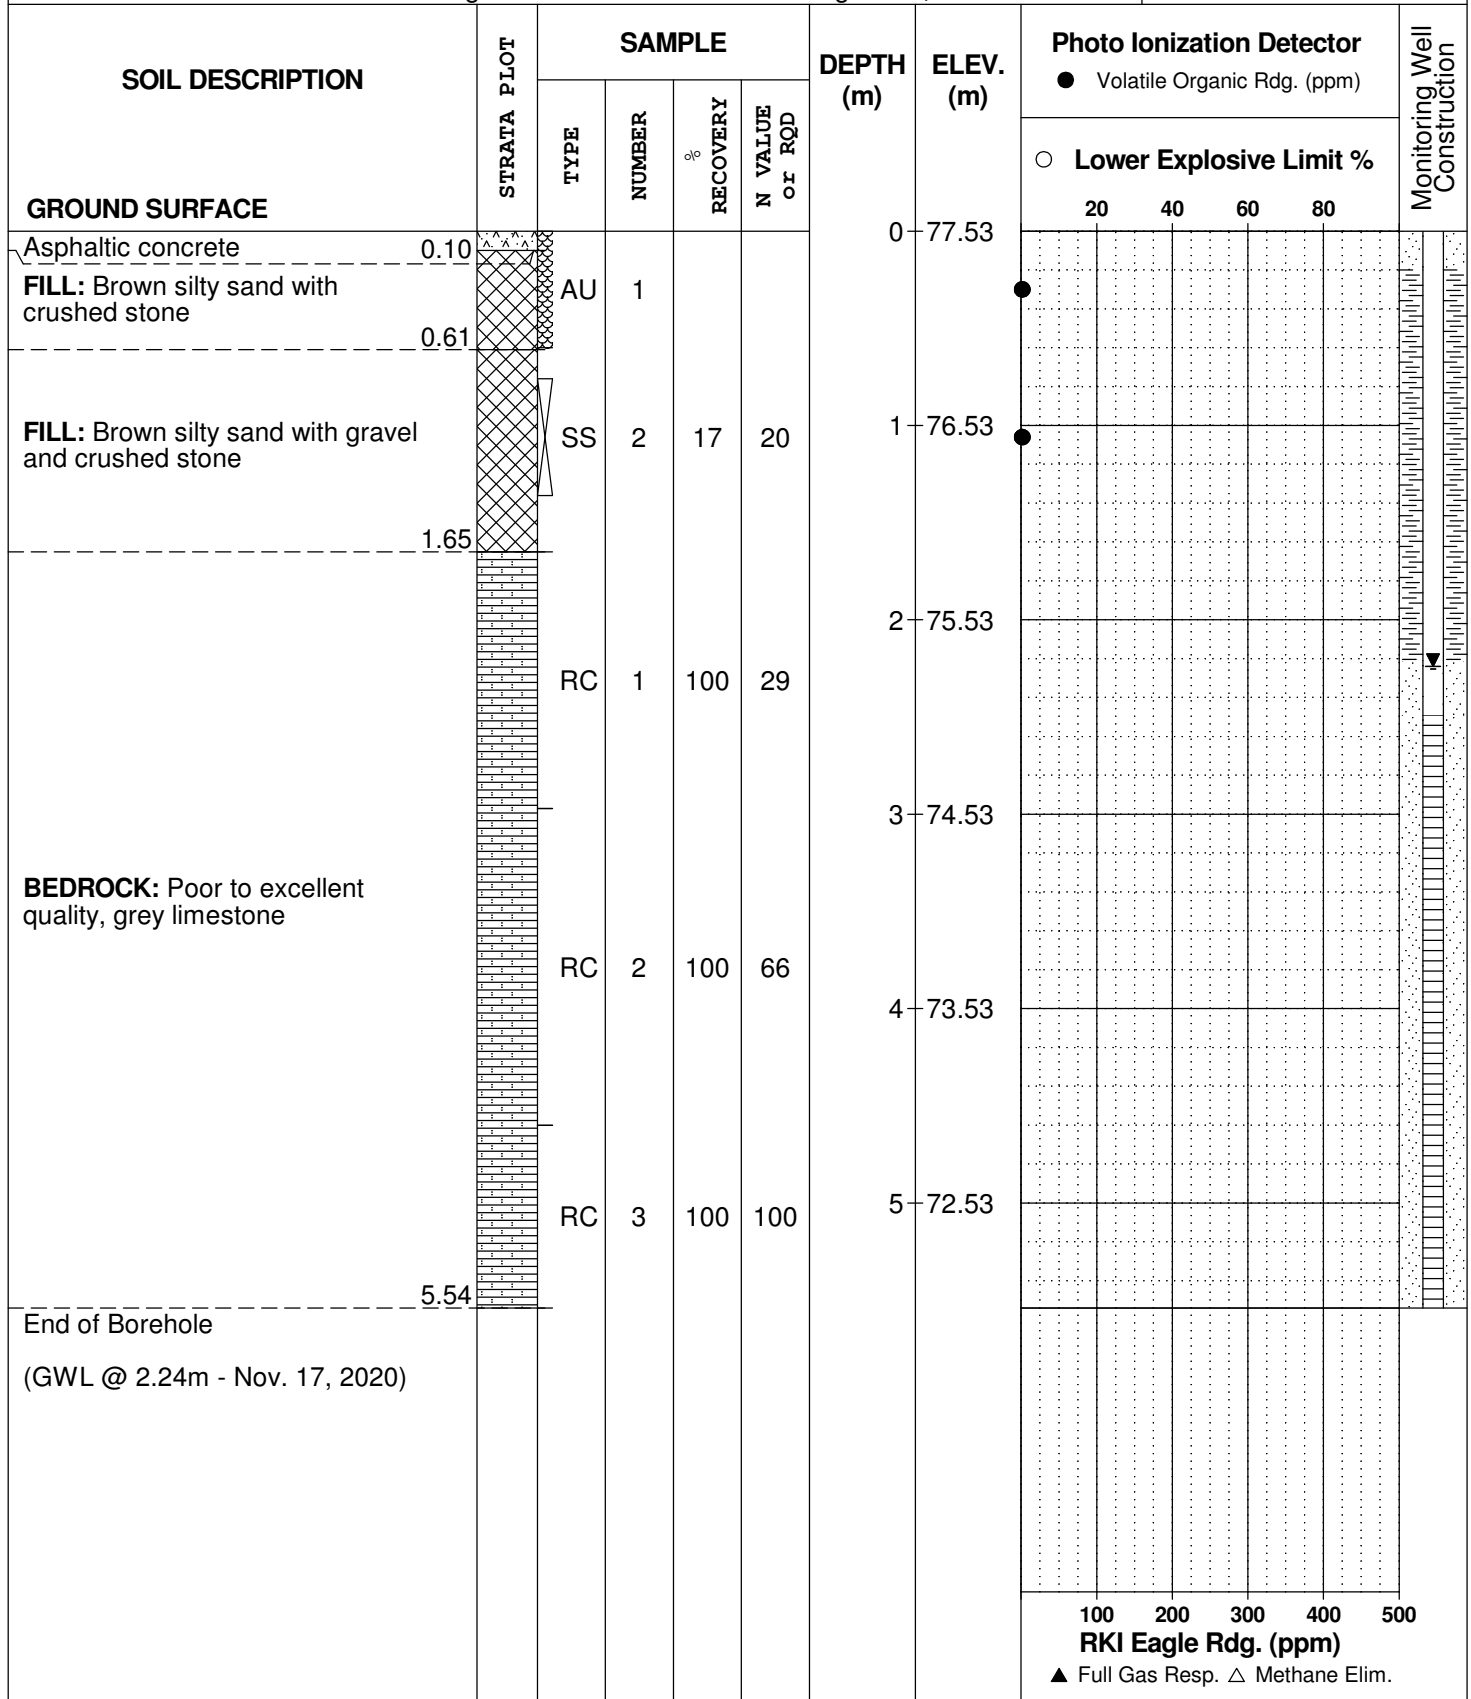 SOIL DESCRIPTION
GROUND SURFACE
STRATA PLOT
SAMPLE
TYPE
NUMBER
% RECOVERY
N VALUE or RQD
DEPTH (m)
ELEV. (m)
Photo Ionization Detector
● Volatile Organic Rdg. (ppm)
○ Lower Explosive Limit %
20 40 60 80
Monitoring Well Construction
0 77.53
Asphaltic concrete 0.10
FILL: Brown silty sand with
crushed stone
0.61
AU 1
FILL: Brown silty sand with gravel
and crushed stone
1.65
SS 2 17 20
1 76.53
2 75.53
RC 1 100 29
3 74.53
BEDROCK: Poor to excellent
quality, grey limestone
RC 2 100 66
4 73.53
5 72.53
RC 3 100 100
5.54
End of Borehole
(GWL @ 2.24m - Nov. 17, 2020)
100 200 300 400 500
RKI Eagle Rdg. (ppm)
▲ Full Gas Resp. △ Methane Elim.